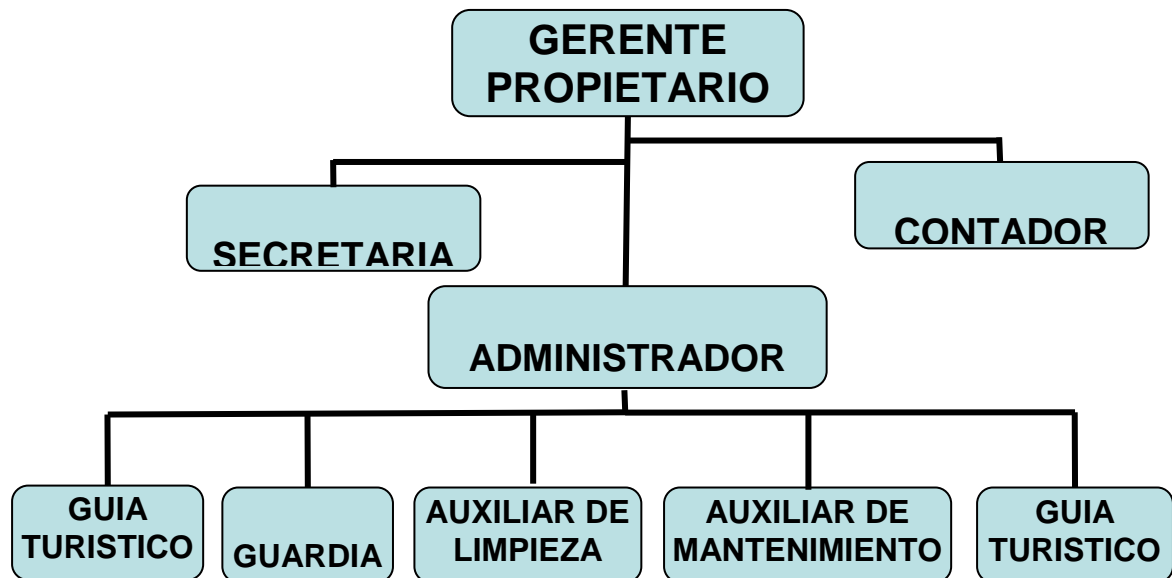 GERENTE
PROPIETARIO
SECRETARIA
CONTADOR
ADMINISTRADOR
GUIA
TURISTICO
GUARDIA
AUXILIAR DE
LIMPIEZA
AUXILIAR DE
MANTENIMIENTO
GUIA
TURISTICO